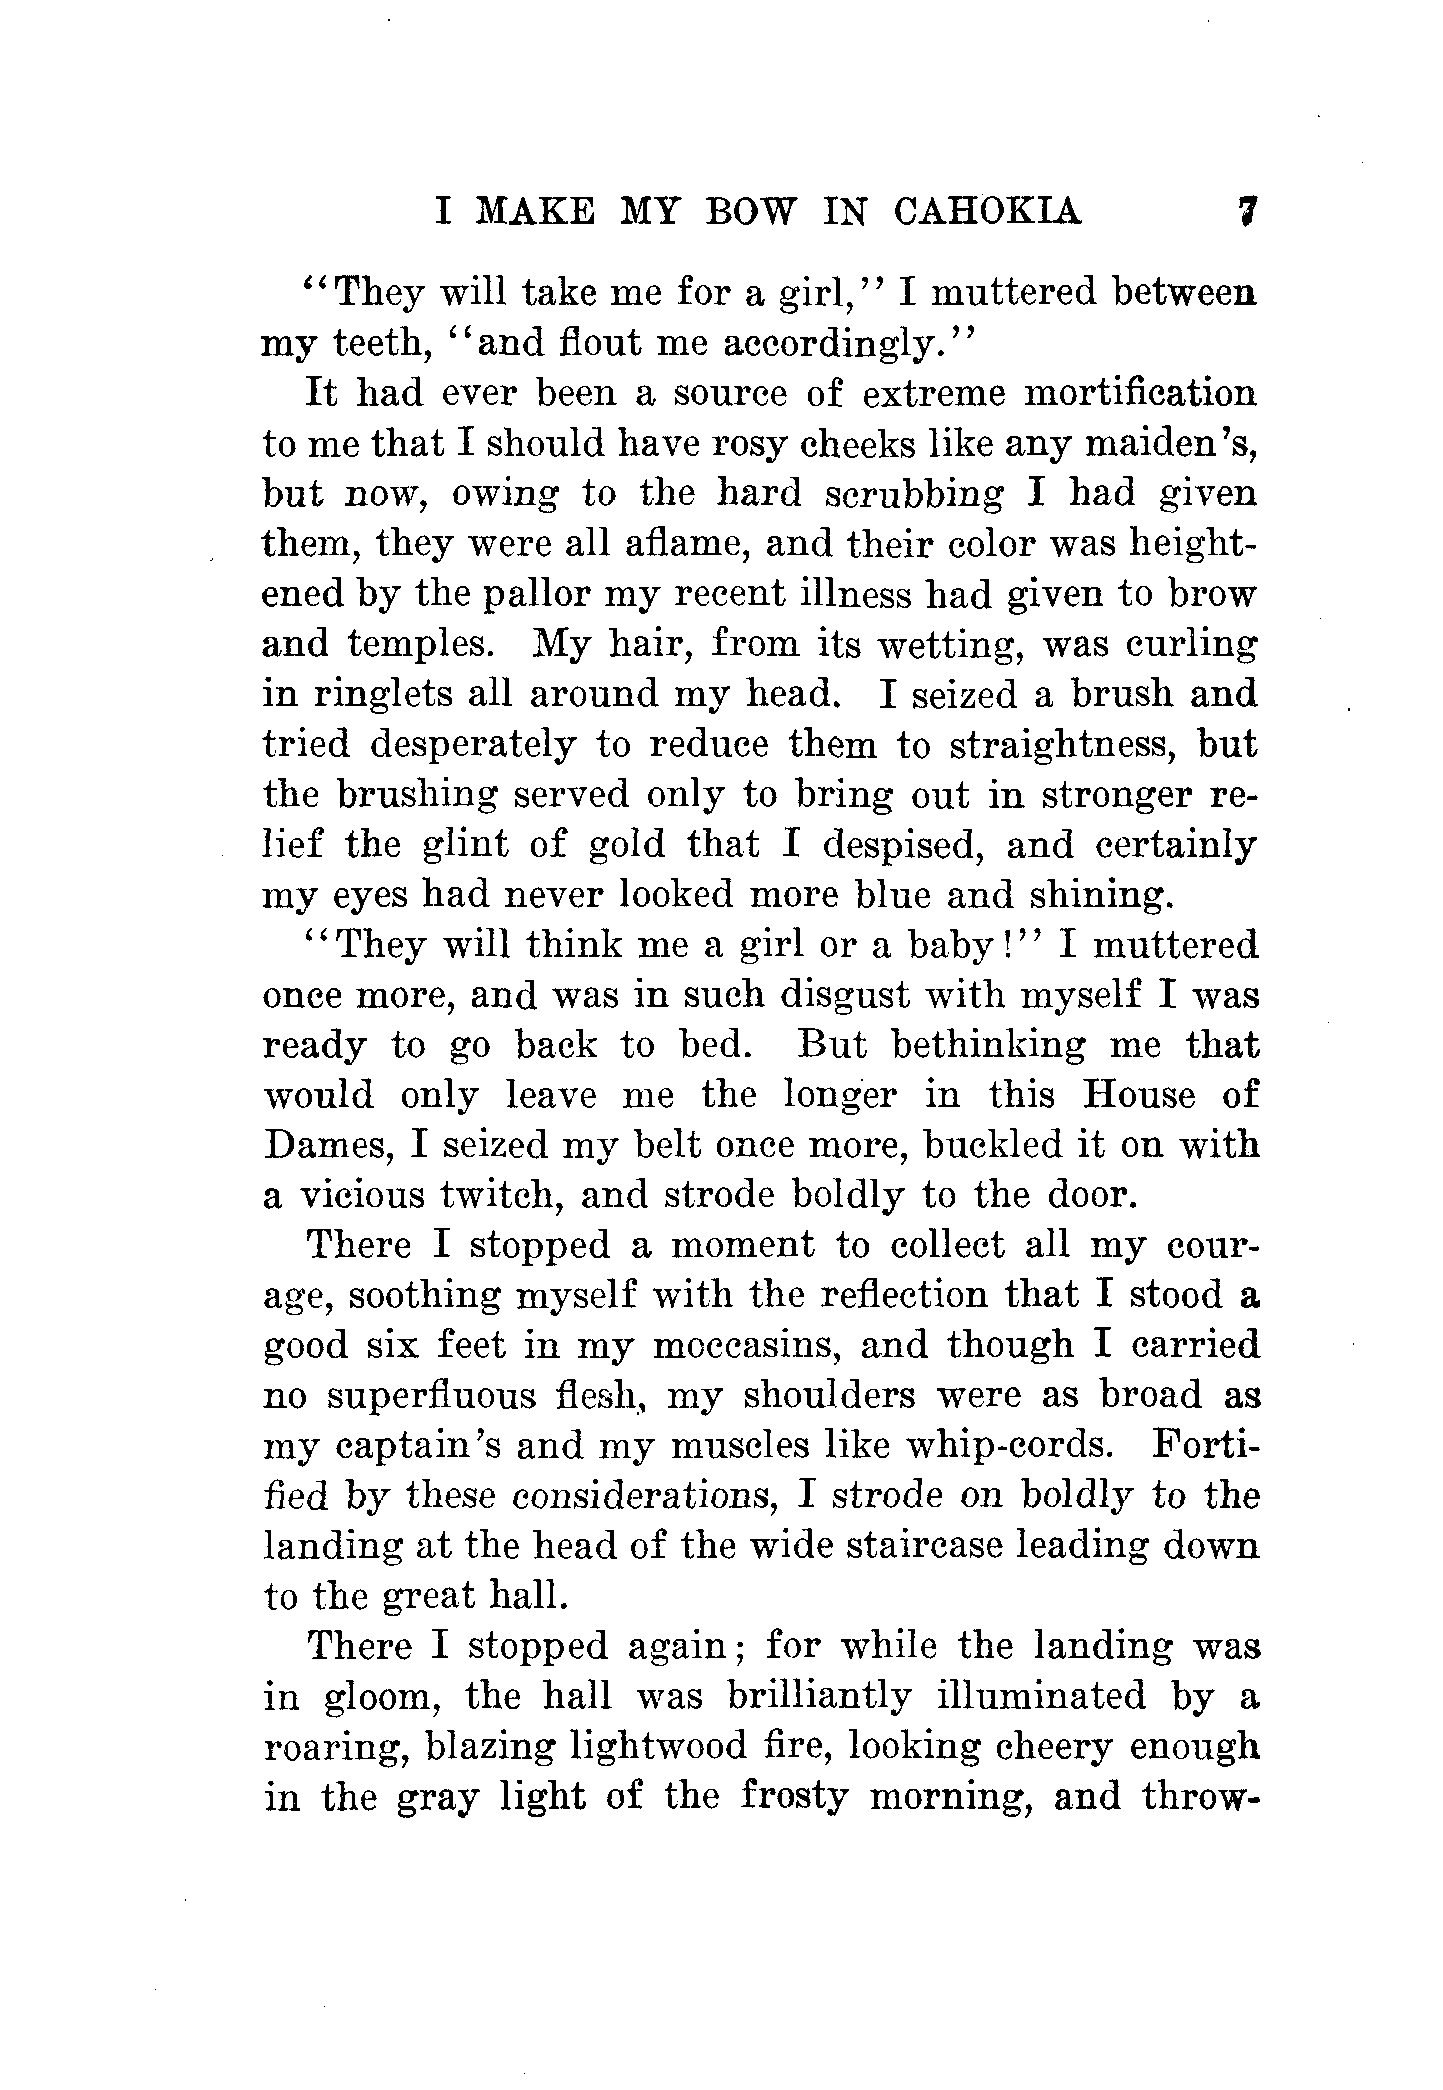 I MAKE MY BOW IN CAHOKIA 7
"They will take me for a girl," I muttered between
my teeth, "and flout me accordingly."
It had ever been a source of extreme mortification
to me that I should have rosy cheeks like any maiden's,
but now, owing to the hard scrubbing I had given
them, they were all aflame, and their color was height-
ened by the pallor my recent illness had given to brow
and temples. My hair, from its wetting, was curling
in ringlets all around my head. I seized a brush and
tried desperately to reduce them to straightness, but
the brushing served only to bring out in stronger re-
lief the glint of gold that I despised, and certainly
my eyes had never looked more blue and shining.
"They will think me a girl or a baby!" I muttered
once more, and was in such disgust with myself I was
ready to go back to bed. But bethinking me that
would only leave me the longer in this House of
Dames, I seized my belt once more, buckled it on with
a vicious twitch, and strode boldly to the door.
There I stopped a moment to collect all my cour-
age, soothing myself with the reflection that I stood a
good six feet in my moccasins, and though I carried
no superfluous flesh, my shoulders were as broad as
my captain's and my muscles like whip-cords. Forti-
fied by these considerations, I strode on boldly to the
landing at the head of the wide staircase leading down
to the great hall.
There I stopped again; for while the landing was
in gloom, the hall was brilliantly illuminated by a
roaring, blazing lightwood fire, looking cheery enough
in the gray light of the frosty morning, and throw-